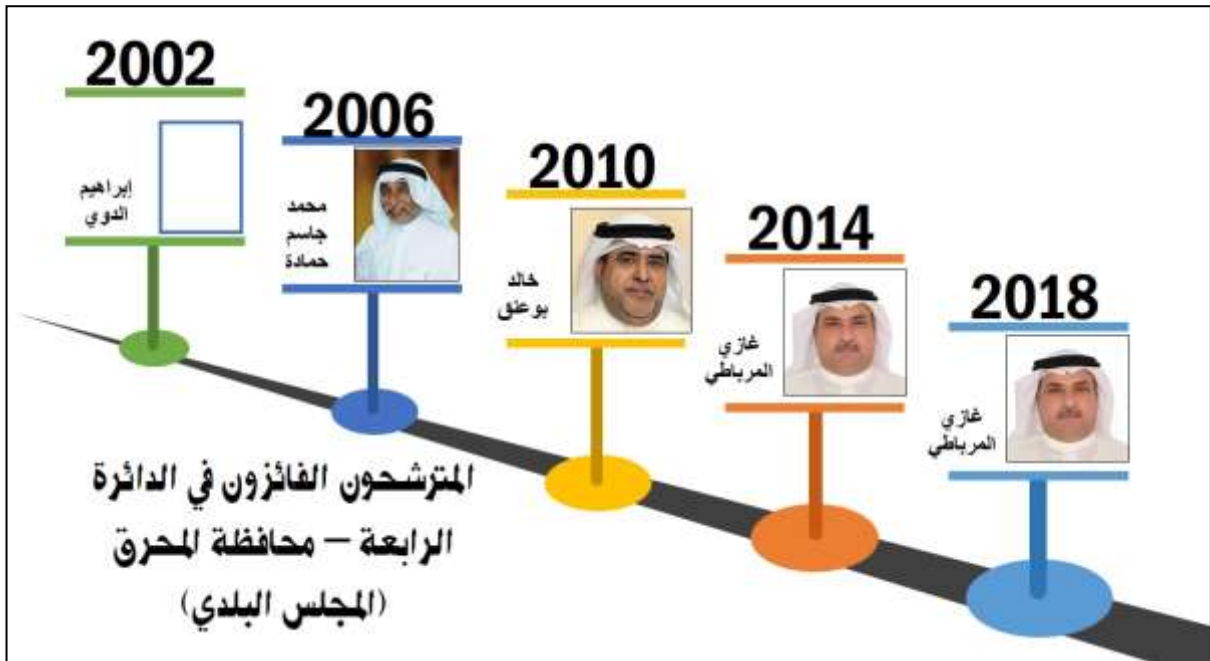 2002
إبراهيم
الدوي
2006
محمد
جاسم
حمادة
2010
خالد
بوعنق
2014
غازي
المرباطي
2018
غازي
المرباطي
المترشحون الفائزون في الدائرة
الرابعة – محافظة المحرق
(المجلس البلدي)